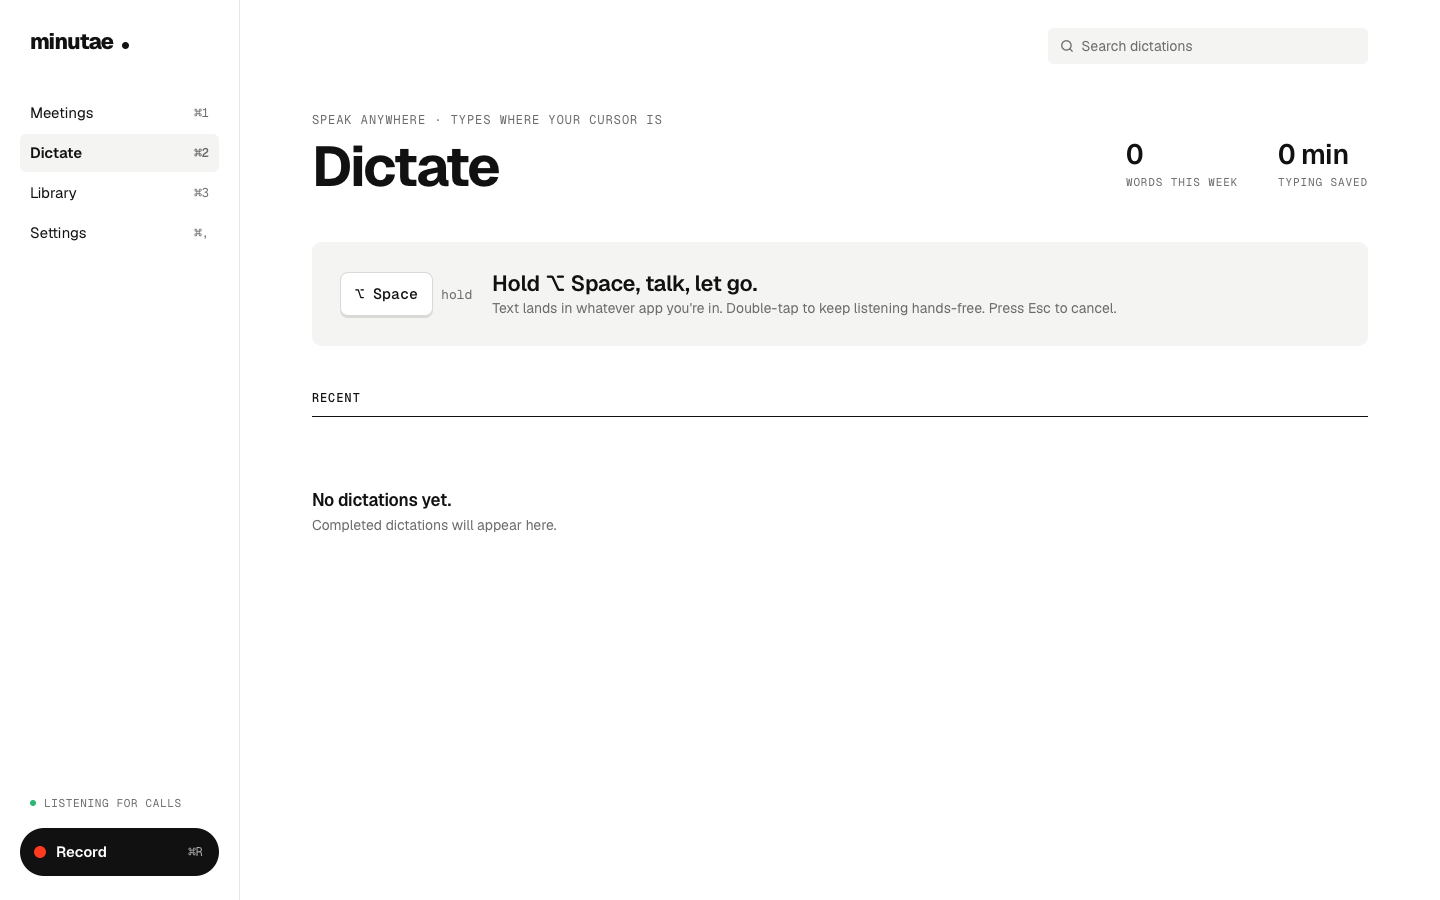 minutae
Meetings ⌘1
Dictate ⌘2
Library ⌘3
Settings ⌘,
LISTENING FOR CALLS
Record ⌘R
Search dictations
SPEAK ANYWHERE · TYPES WHERE YOUR CURSOR IS
Dictate
0
WORDS THIS WEEK
0 min
TYPING SAVED
⌥ Space hold
Hold ⌥ Space, talk, let go.
Text lands in whatever app you're in. Double-tap to keep listening hands-free. Press Esc to cancel.
RECENT
No dictations yet.
Completed dictations will appear here.